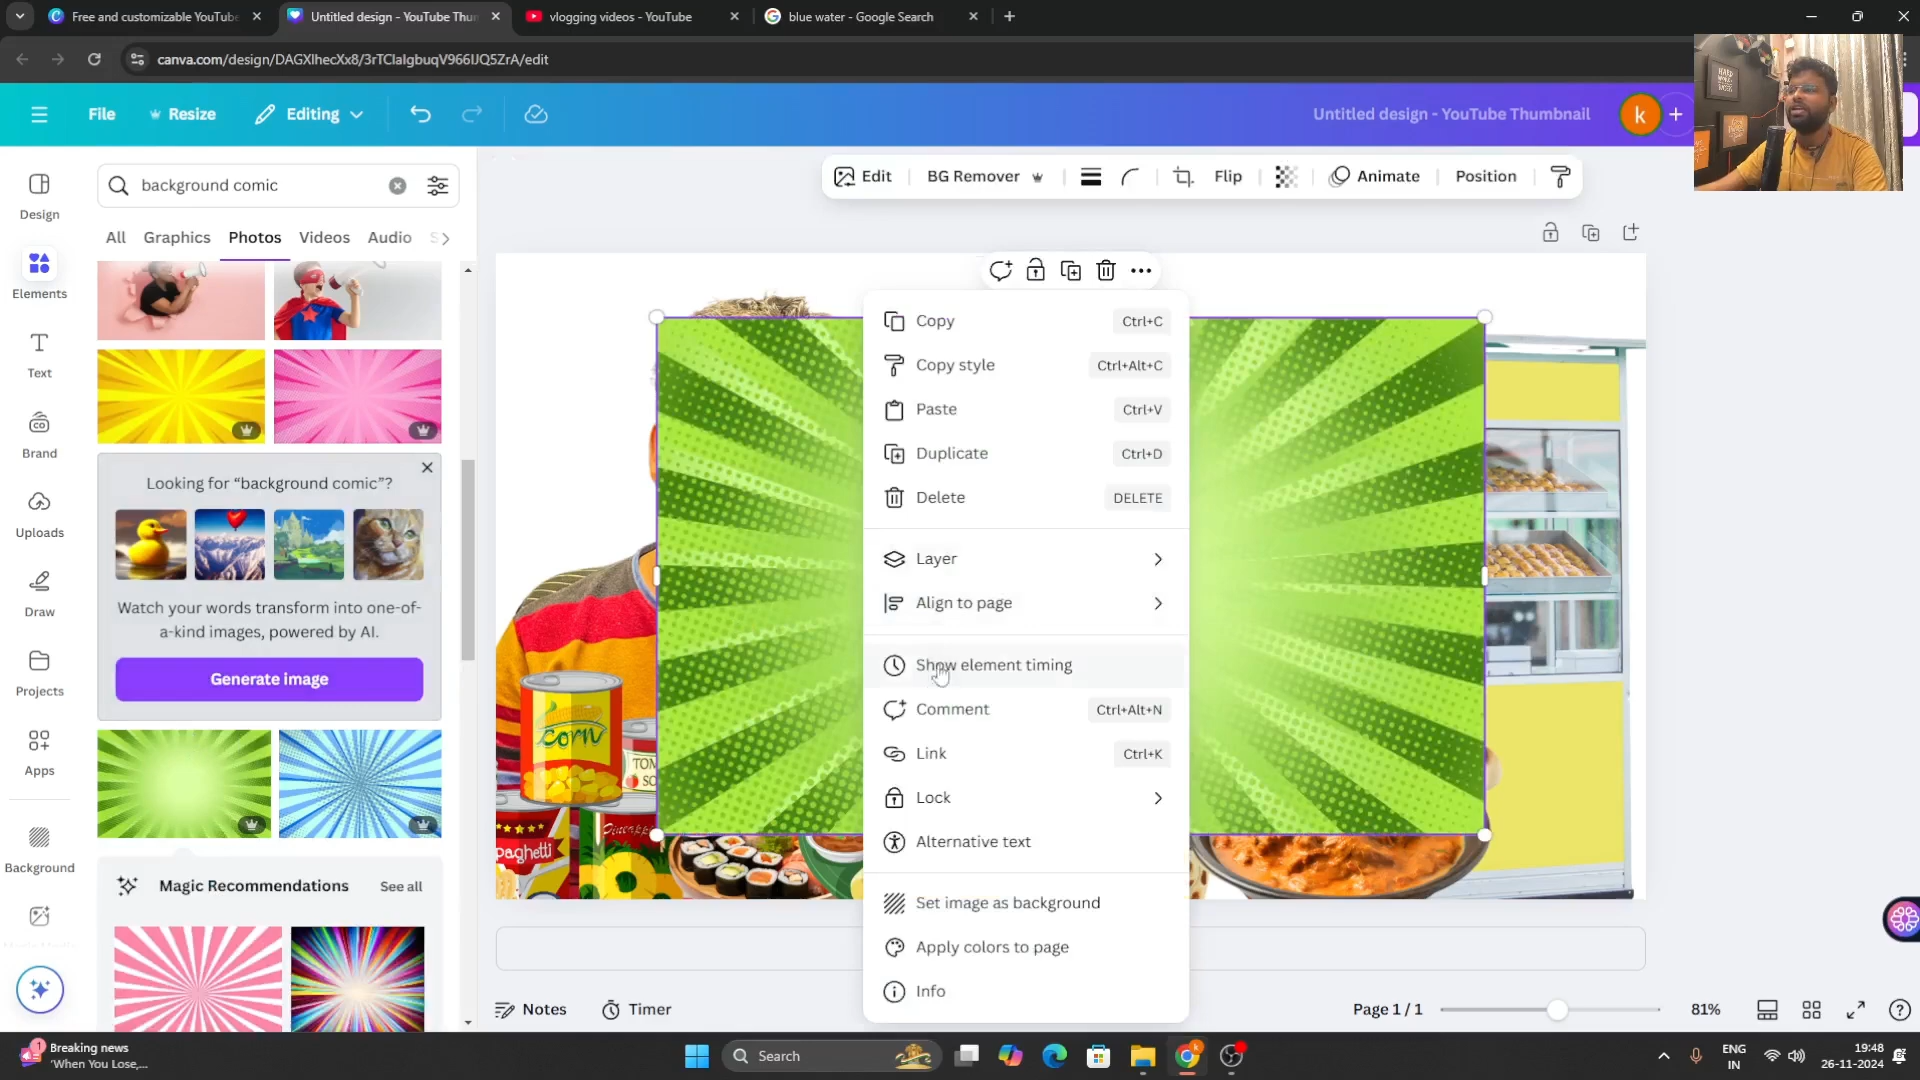 Free and customizable YouTube
Untitled design - YouTube Thun
vlogging videos - YouTube
blue water - Google Search
canva.com/design/DAGXlhecXx8/3rTClalgbuqV966IJQ5ZrA/edit
File
Resize
Editing
Untitled design - YouTube Thumbnail
k
HARD
background comic
Edit
BG Remover
Flip
Animate
Position
Design
Elements
Text
Brand
Uploads
Draw
Projects
Apps
Background
All
Graphics
Photos
Videos
Audio
S
Looking for “background comic”?
Watch your words transform into one-of-
a-kind images, powered by AI.
Generate image
Magic Recommendations
See all
Copy
Ctrl+C
Copy style
Ctrl+Alt+C
Paste
Ctrl+V
Duplicate
Ctrl+D
Delete
DELETE
Layer
Align to page
Show element timing
Comment
Ctrl+Alt+N
Link
Ctrl+K
Lock
Alternative text
Set image as background
Apply colors to page
Info
corn
TOM
SO
paghetti
Pineapp
Notes
Timer
Page 1 / 1
81%
1
Breaking news
‘When You Lose,...
Search
k
ENG
IN
19:48
26-11-2024